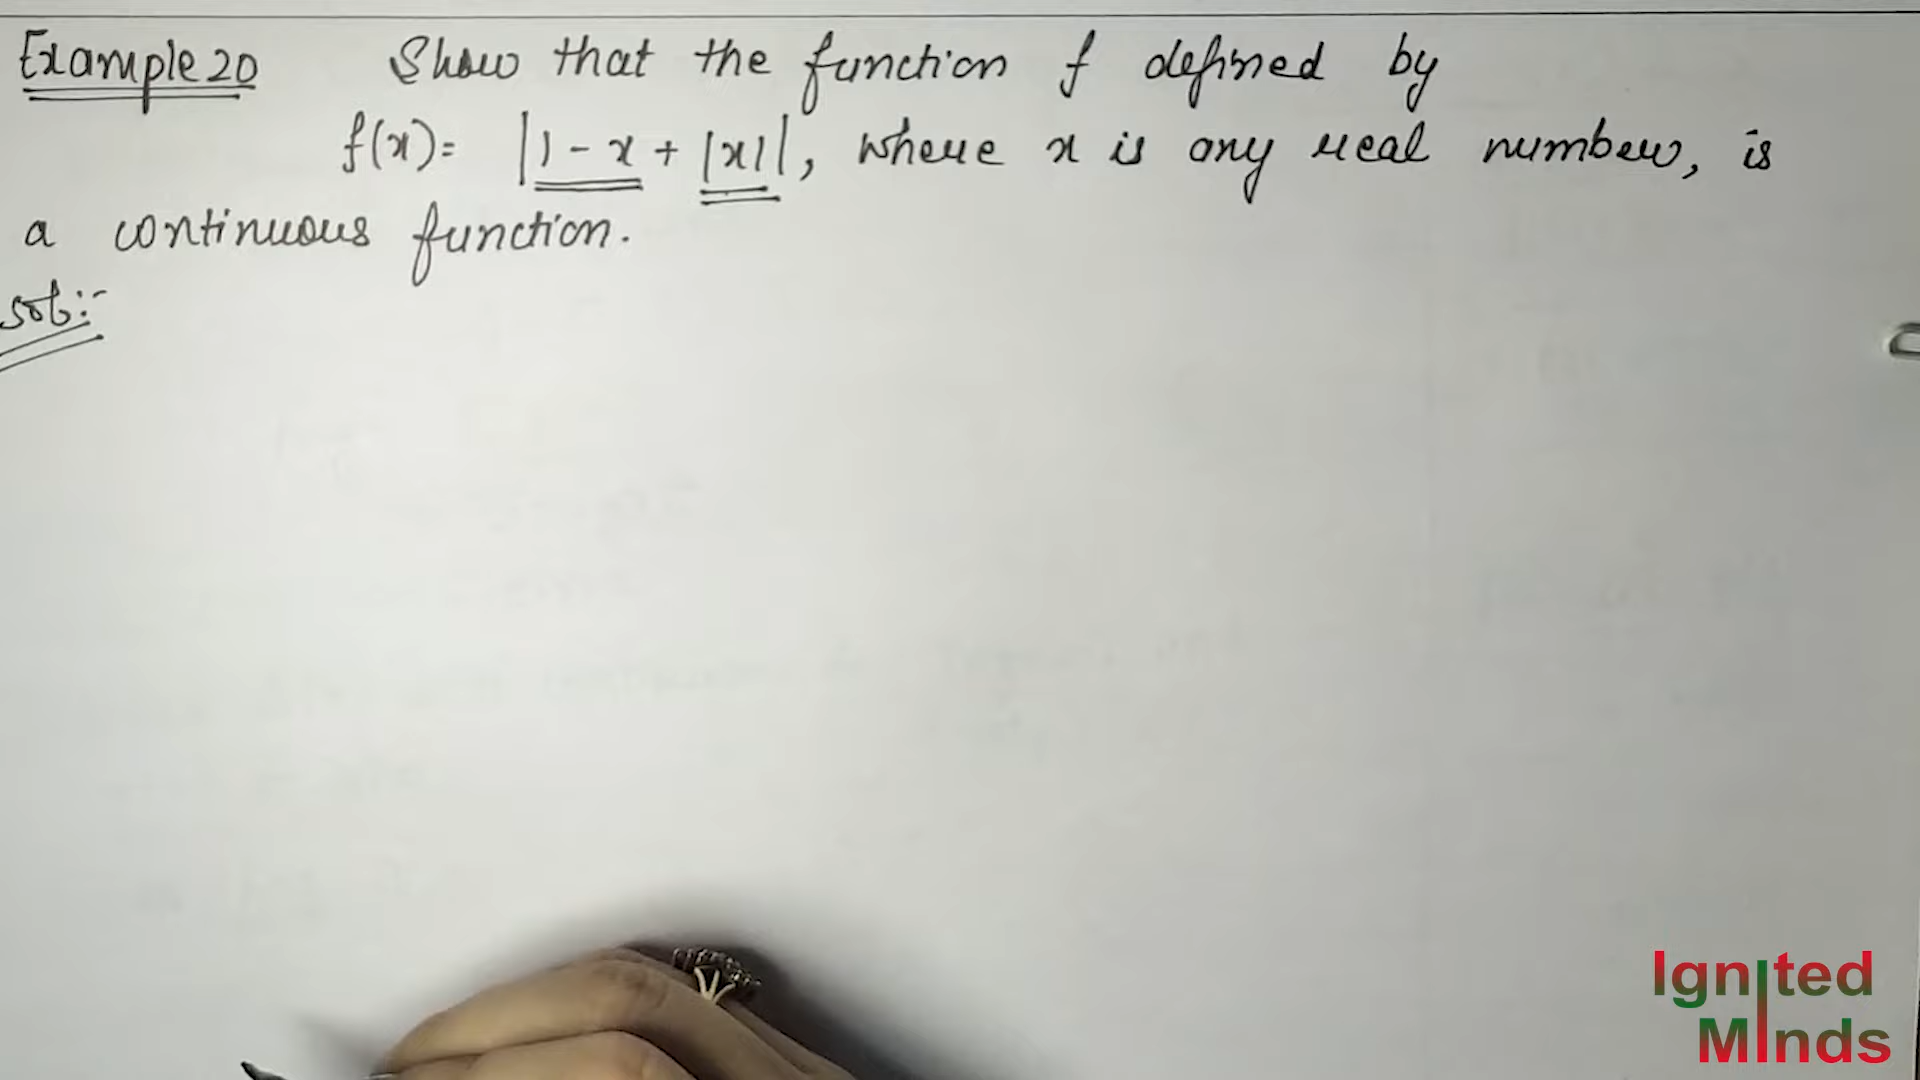 Example 20 Show that the function f defined by
f(x) = |1 - x + |x||, where x is any real number, is
a continuous function.
Sol:-
Ignited
Minds